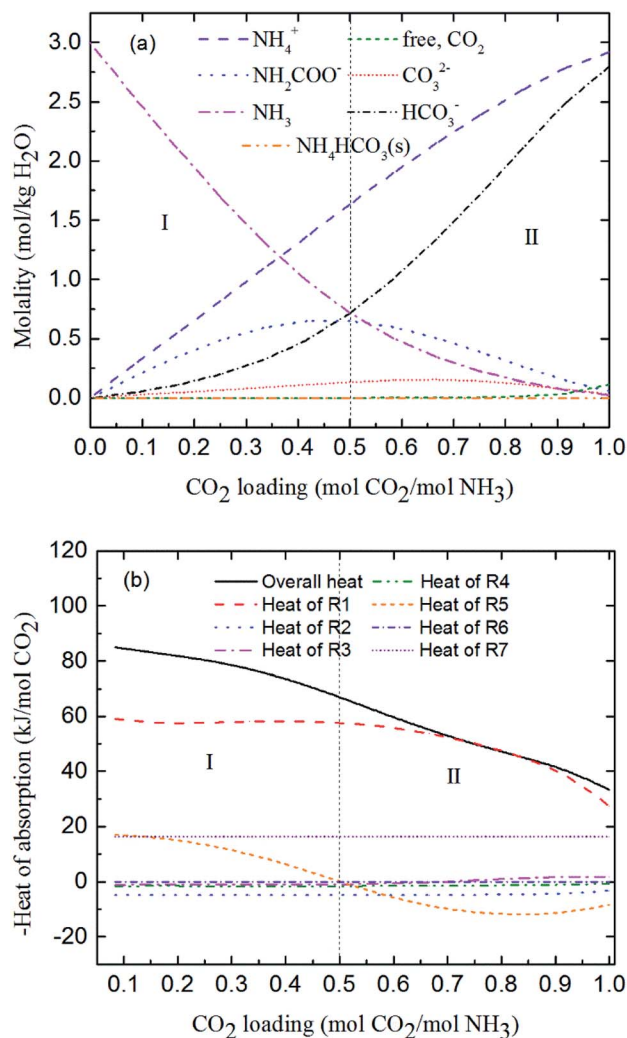 (a)
NH₄⁺
free, CO₂
NH₂COO⁻
CO₃²⁻
NH₃
HCO₃⁻
NH₄HCO₃(s)
3.0
2.5
2.0
1.5
1.0
0.5
0.0
Molality (mol/kg H₂O)
I
II
0.0 0.1 0.2 0.3 0.4 0.5 0.6 0.7 0.8 0.9 1.0
CO₂ loading (mol CO₂/mol NH₃)
(b)
Overall heat
Heat of R4
Heat of R1
Heat of R5
Heat of R2
Heat of R6
Heat of R3
Heat of R7
120
100
80
60
40
20
0
-20
-Heat of absorption (kJ/mol CO₂)
I
II
0.1 0.2 0.3 0.4 0.5 0.6 0.7 0.8 0.9 1.0
CO₂ loading (mol CO₂/mol NH₃)